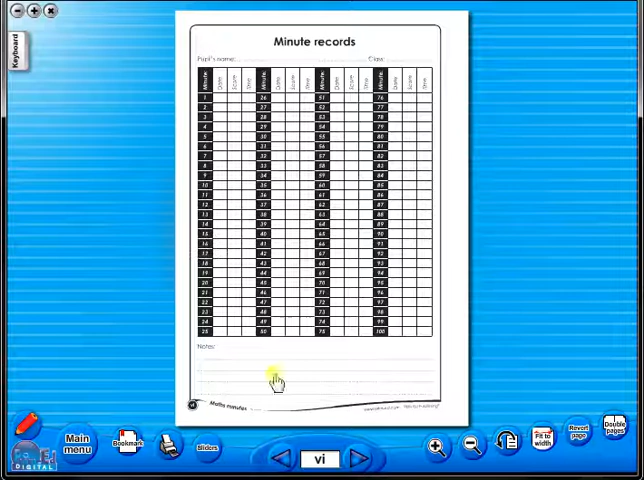 Keyboard
Minute records
Pupil's name: Class:
Minute Date Score Time Minute Date Score Time Minute Date Score Time Minute Date Score Time
1 26 51 76
2 27 52 77
3 28 53 78
4 29 54 79
5 30 55 80
6 31 56 81
7 32 57 82
8 33 58 83
9 34 59 84
10 35 60 85
11 36 61 86
12 37 62 87
13 38 63 88
14 39 64 89
15 40 65 90
16 41 66 91
17 42 67 92
18 43 68 93
19 44 69 94
20 45 70 95
21 46 71 96
22 47 72 97
23 48 73 98
24 49 74 99
25 50 75 100
Notes:
vi Maths minutes
Main menu
Bookmark
Sliders
vi
Fit to width
Revert page
Double pages
DIGITAL